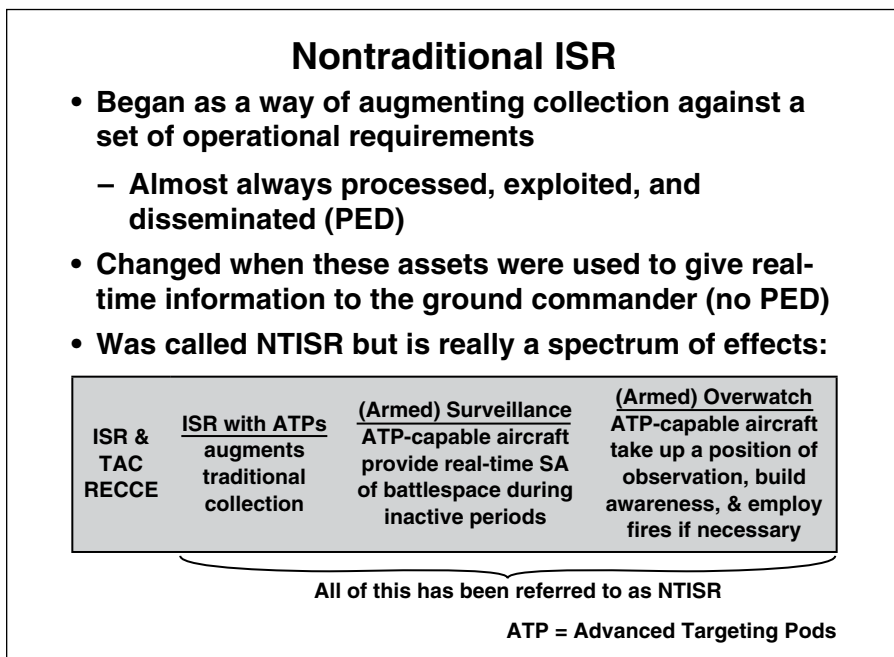 Nontraditional ISR
• Began as a way of augmenting collection against a
set of operational requirements
– Almost always processed, exploited, and
disseminated (PED)
• Changed when these assets were used to give real-
time information to the ground commander (no PED)
• Was called NTISR but is really a spectrum of effects:
ISR &
TAC
RECCE
ISR with ATPs
augments
traditional
collection
(Armed) Surveillance
ATP-capable aircraft
provide real-time SA
of battlespace during
inactive periods
(Armed) Overwatch
ATP-capable aircraft
take up a position of
observation, build
awareness, & employ
fires if necessary
All of this has been referred to as NTISR
ATP = Advanced Targeting Pods